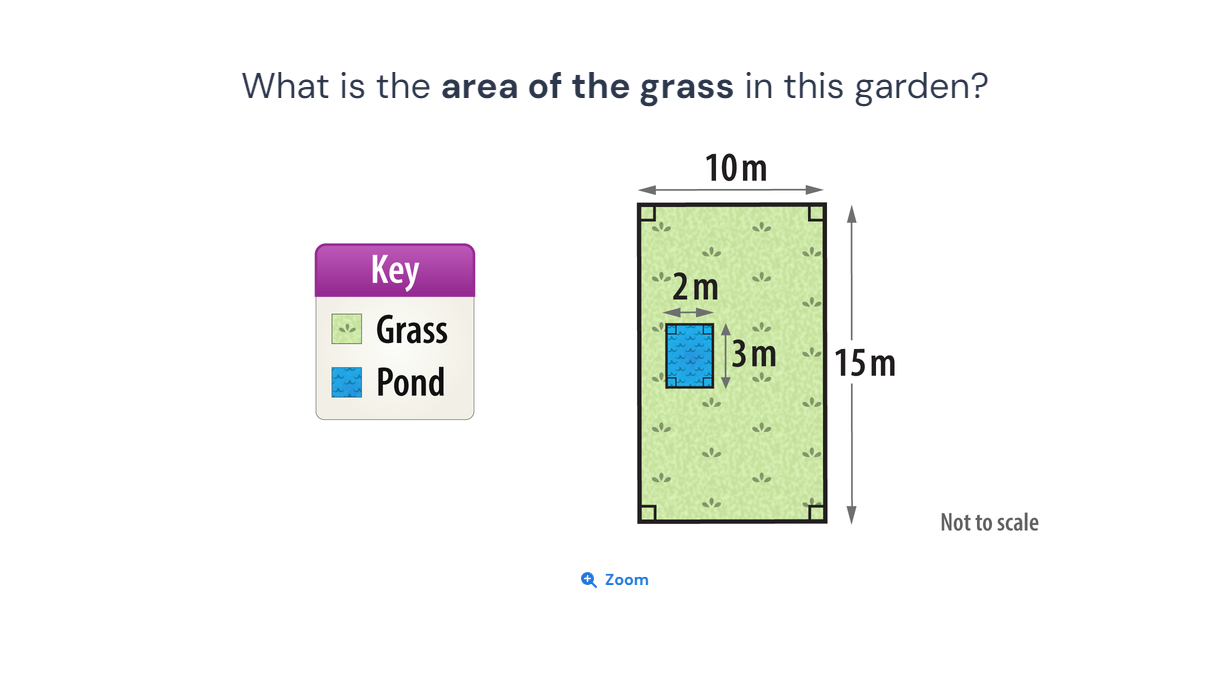 What is the area of the grass in this garden?
10 m
Key
Grass
Pond
2 m
3 m
15 m
Not to scale
Zoom